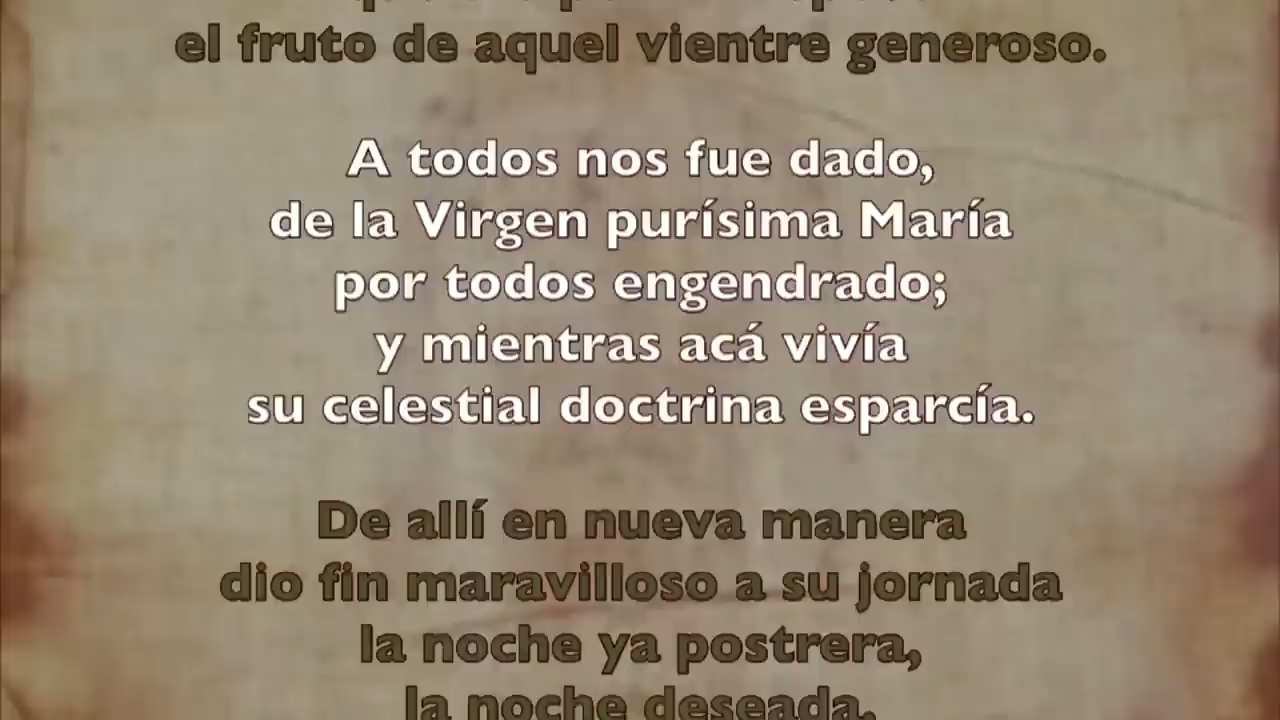 el fruto de aquel vientre generoso.
A todos nos fue dado,
de la Virgen purísima María
por todos engendrado;
y mientras acá vivía
su celestial doctrina esparcía.
De allí en nueva manera
dio fin maravilloso a su jornada
la noche ya postrera,
la noche deseada,